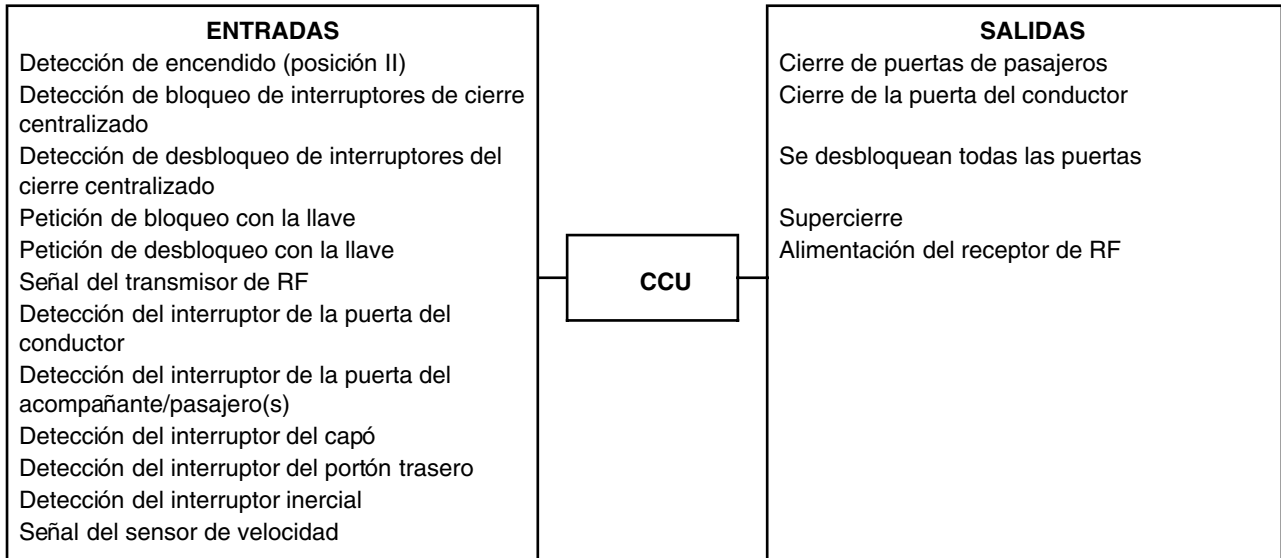 ENTRADAS
Detección de encendido (posición II)
Detección de bloqueo de interruptores de cierre
centralizado
Detección de desbloqueo de interruptores del
cierre centralizado
Petición de bloqueo con la llave
Petición de desbloqueo con la llave
Señal del transmisor de RF
Detección del interruptor de la puerta del
conductor
Detección del interruptor de la puerta del
acompañante/pasajero(s)
Detección del interruptor del capó
Detección del interruptor del portón trasero
Detección del interruptor inercial
Señal del sensor de velocidad
CCU
SALIDAS
Cierre de puertas de pasajeros
Cierre de la puerta del conductor
Se desbloquean todas las puertas
Supercierre
Alimentación del receptor de RF